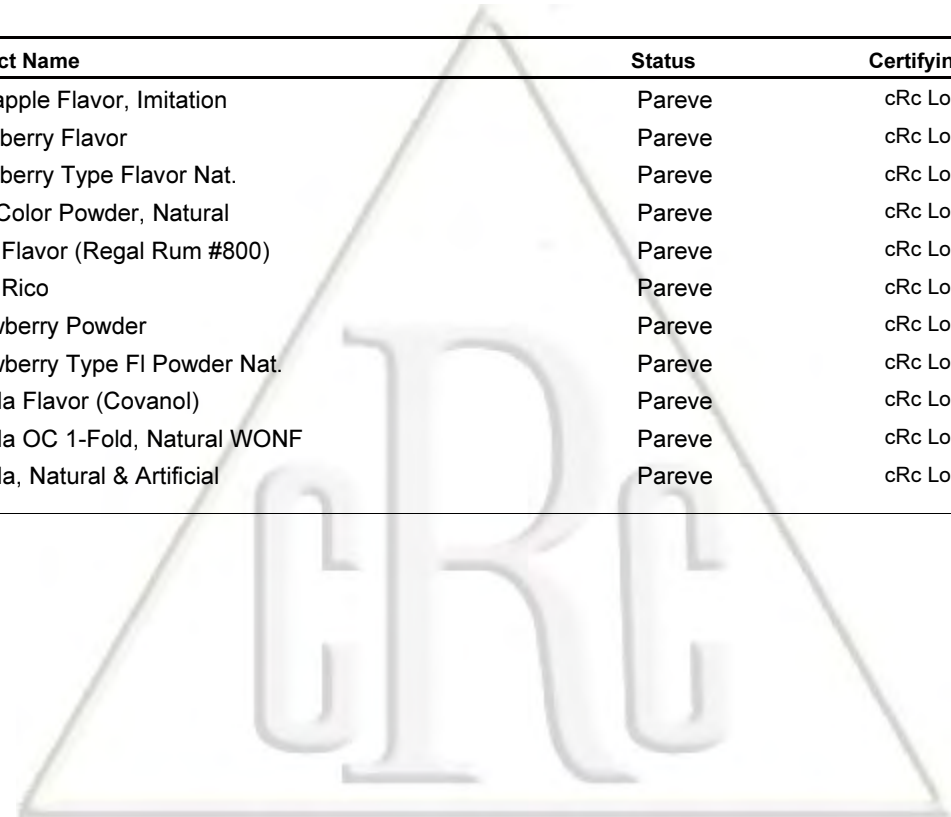 ct Name Status Certifyin
apple Flavor, Imitation Pareve cRc Lo
berry Flavor Pareve cRc Lo
berry Type Flavor Nat. Pareve cRc Lo
Color Powder, Natural Pareve cRc Lo
Flavor (Regal Rum #800) Pareve cRc Lo
Rico Pareve cRc Lo
wberry Powder Pareve cRc Lo
wberry Type Fl Powder Nat. Pareve cRc Lo
la Flavor (Covanol) Pareve cRc Lo
la OC 1-Fold, Natural WONF Pareve cRc Lo
la, Natural & Artificial Pareve cRc Lo
cRc